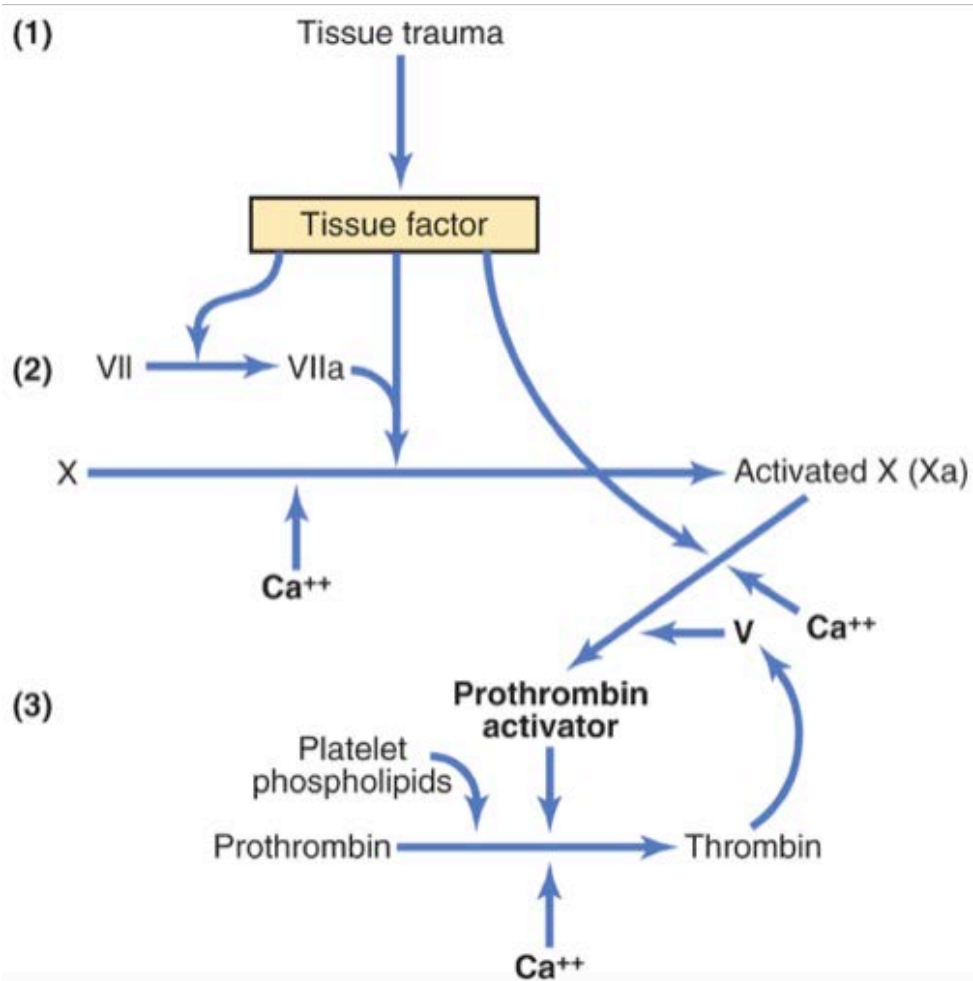 (1)
Tissue trauma
Tissue factor
(2)
VII
VIIa
X
Activated X (Xa)
Ca⁺⁺
V
Ca⁺⁺
(3)
Prothrombin
activator
Platelet
phospholipids
Prothrombin
Thrombin
Ca⁺⁺